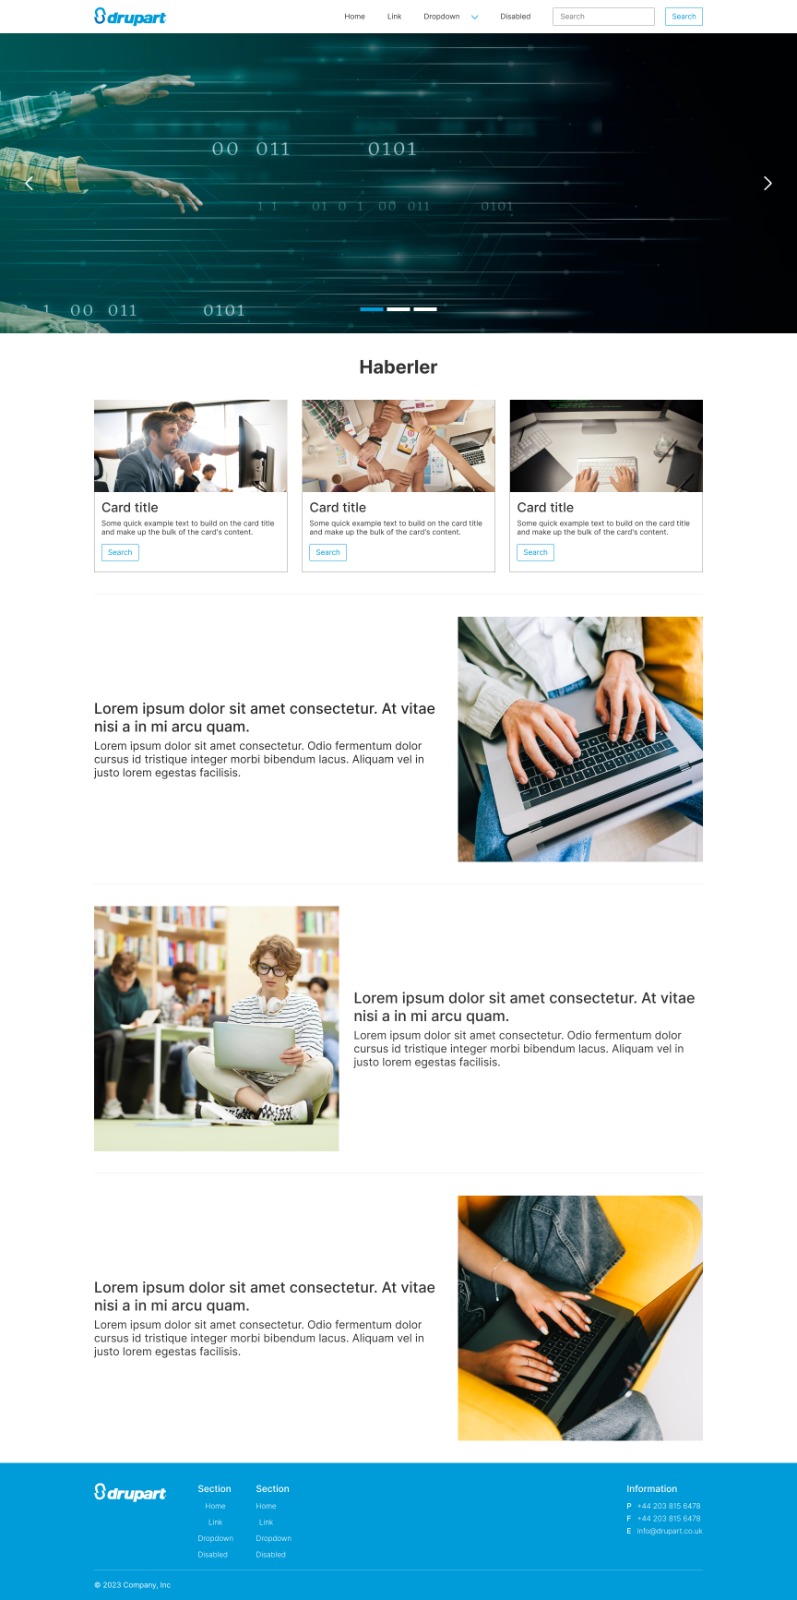 drupart
Home Link Dropdown Disabled Search Search
00 011 0101
1 1 01 0 1 00 011 0101
1 00 011 0101
Haberler
Card title
Some quick example text to build on the card title
and make up the bulk of the card's content.
Search
Card title
Some quick example text to build on the card title
and make up the bulk of the card's content.
Search
Card title
Some quick example text to build on the card title
and make up the bulk of the card's content.
Search
Lorem ipsum dolor sit amet consectetur. At vitae
nisi a in mi arcu quam.
Lorem ipsum dolor sit amet consectetur. Odio fermentum dolor
cursus id tristique integer morbi bibendum lacus. Aliquam vel in
justo lorem egestas facilisis.
Lorem ipsum dolor sit amet consectetur. At vitae
nisi a in mi arcu quam.
Lorem ipsum dolor sit amet consectetur. Odio fermentum dolor
cursus id tristique integer morbi bibendum lacus. Aliquam vel in
justo lorem egestas facilisis.
Lorem ipsum dolor sit amet consectetur. At vitae
nisi a in mi arcu quam.
Lorem ipsum dolor sit amet consectetur. Odio fermentum dolor
cursus id tristique integer morbi bibendum lacus. Aliquam vel in
justo lorem egestas facilisis.
drupart
Section
Home
Link
Dropdown
Disabled
Section
Home
Link
Dropdown
Disabled
Information
P +44 203 815 6478
F +44 203 815 6478
E info@drupart.co.uk
© 2023 Company, Inc